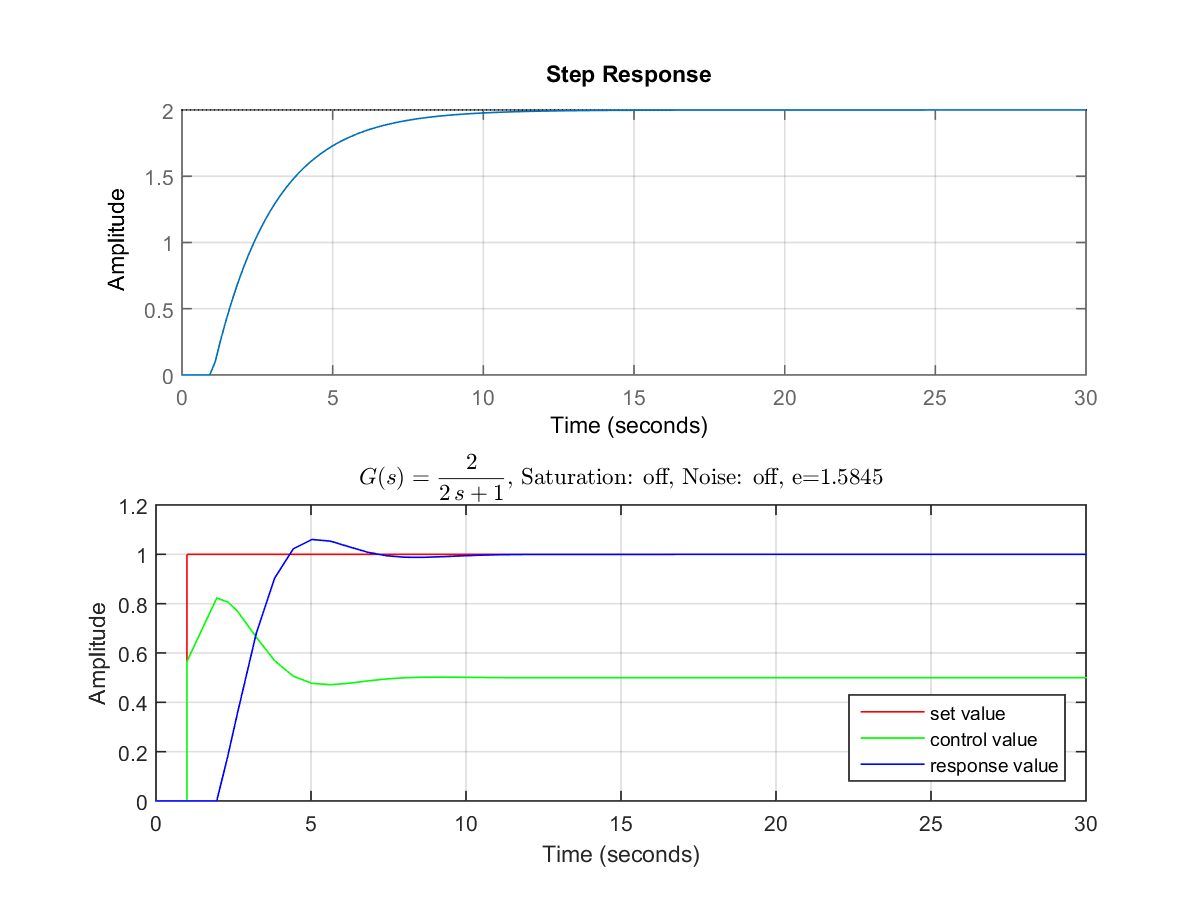 Step Response
Amplitude
2
1.5
1
0.5
0
0 5 10 15 20 25 30
Time (seconds)
G(s) = 2/(2 s + 1), Saturation: off, Noise: off, e=1.5845
Amplitude
1.2
1
0.8
0.6
0.4
0.2
0
set value
control value
response value
0 5 10 15 20 25 30
Time (seconds)